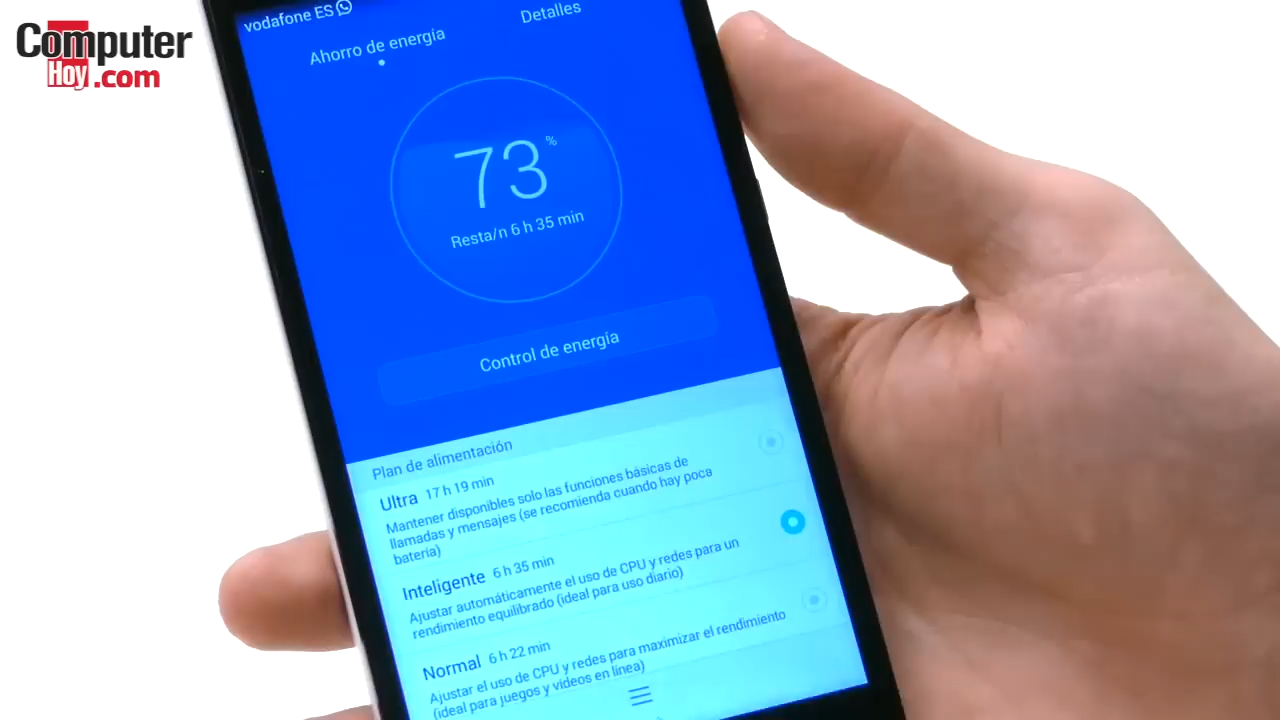 Computer
Hoy.com
vodafone ES
Ahorro de energía
Detalles
73%
Resta/n 6 h 35 min
Control de energía
Plan de alimentación
Ultra 17 h 19 min
Mantener disponibles solo las funciones básicas de
llamadas y mensajes (se recomienda cuando hay poca
batería)
Inteligente 6 h 35 min
Ajustar automáticamente el uso de CPU y redes para un
rendimiento equilibrado (ideal para uso diario)
Normal 6 h 22 min
Ajustar el uso de CPU y redes para maximizar el rendimiento
(ideal para juegos y videos en línea)